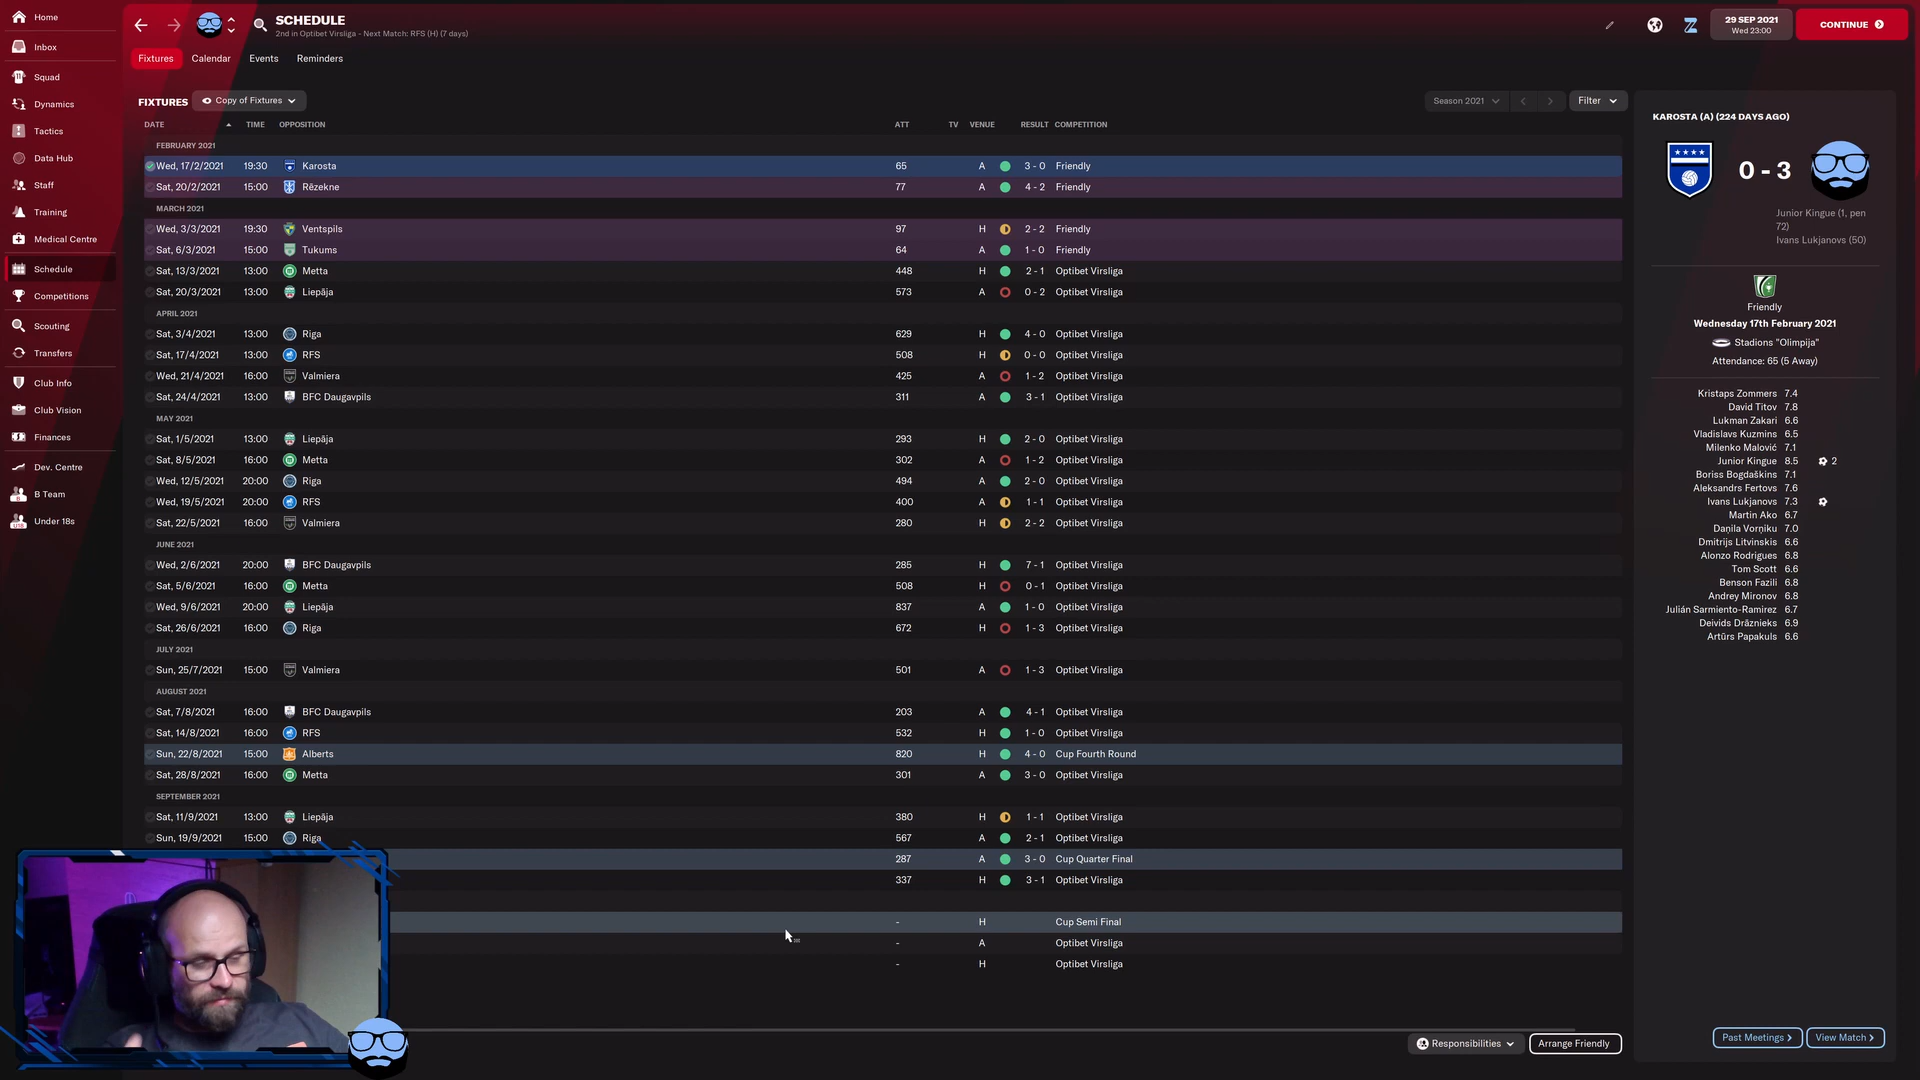 Home
Inbox
Squad
Dynamics
Tactics
Data Hub
Staff
Training
Medical Centre
Schedule
Competitions
Scouting
Transfers
Club Info
Club Vision
Finances
Dev. Centre
B Team
Under 18s
SCHEDULE
2nd in Optibet Virsliga - Next Match: RFS (H) (7 days)
29 SEP 2021
Wed 23:00
CONTINUE
Fixtures Calendar Events Reminders
FIXTURES Copy of Fixtures
Season 2021 Filter
DATE TIME OPPOSITION ATT TV VENUE RESULT COMPETITION
FEBRUARY 2021
Wed, 17/2/2021 19:30 Karosta 65 A 3 - 0 Friendly
Sat, 20/2/2021 15:00 Rēzekne 77 A 4 - 2 Friendly
MARCH 2021
Wed, 3/3/2021 19:30 Ventspils 97 H 2 - 2 Friendly
Sat, 6/3/2021 15:00 Tukums 64 A 1 - 0 Friendly
Sat, 13/3/2021 13:00 Metta 448 H 2 - 1 Optibet Virsliga
Sat, 20/3/2021 13:00 Liepāja 573 A 0 - 2 Optibet Virsliga
APRIL 2021
Sat, 3/4/2021 13:00 Riga 629 H 4 - 0 Optibet Virsliga
Sat, 17/4/2021 13:00 RFS 508 H 0 - 0 Optibet Virsliga
Wed, 21/4/2021 16:00 Valmiera 425 A 1 - 2 Optibet Virsliga
Sat, 24/4/2021 13:00 BFC Daugavpils 311 A 3 - 1 Optibet Virsliga
MAY 2021
Sat, 1/5/2021 13:00 Liepāja 293 H 2 - 0 Optibet Virsliga
Sat, 8/5/2021 16:00 Metta 302 A 1 - 2 Optibet Virsliga
Wed, 12/5/2021 20:00 Riga 494 A 2 - 0 Optibet Virsliga
Wed, 19/5/2021 20:00 RFS 400 A 1 - 1 Optibet Virsliga
Sat, 22/5/2021 16:00 Valmiera 280 H 2 - 2 Optibet Virsliga
JUNE 2021
Wed, 2/6/2021 20:00 BFC Daugavpils 285 H 7 - 1 Optibet Virsliga
Sat, 5/6/2021 16:00 Metta 508 H 0 - 1 Optibet Virsliga
Wed, 9/6/2021 20:00 Liepāja 837 A 1 - 0 Optibet Virsliga
Sat, 26/6/2021 16:00 Riga 672 H 1 - 3 Optibet Virsliga
JULY 2021
Sun, 25/7/2021 15:00 Valmiera 501 A 1 - 3 Optibet Virsliga
AUGUST 2021
Sat, 7/8/2021 16:00 BFC Daugavpils 203 A 4 - 1 Optibet Virsliga
Sat, 14/8/2021 16:00 RFS 532 H 1 - 0 Optibet Virsliga
Sun, 22/8/2021 15:00 Alberts 820 H 4 - 0 Cup Fourth Round
Sat, 28/8/2021 16:00 Metta 301 A 3 - 0 Optibet Virsliga
SEPTEMBER 2021
Sat, 11/9/2021 13:00 Liepāja 380 H 1 - 1 Optibet Virsliga
Sun, 19/9/2021 15:00 Riga 567 A 2 - 1 Optibet Virsliga
287 A 3 - 0 Cup Quarter Final
337 H 3 - 1 Optibet Virsliga
- H Cup Semi Final
- A Optibet Virsliga
- H Optibet Virsliga
Responsibilities Arrange Friendly
KAROSTA (A) (224 DAYS AGO)
0 - 3
Junior Kingue (1, pen
72)
Ivans Lukjanovs (50)
Friendly
Wednesday 17th February 2021
Stadions "Olimpija"
Attendance: 65 (5 Away)
Kristaps Zommers 7.4
David Titov 7.8
Lukman Zakari 6.6
Vladislavs Kuzmins 6.5
Milenko Malović 7.1
Junior Kingue 8.5 2
Boriss Bogdaškins 7.1
Aleksandrs Fertovs 7.6
Ivans Lukjanovs 7.3
Martin Ako 6.7
Daņila Vorņiku 7.0
Dmitrijs Litvinskis 6.6
Alonzo Rodrigues 6.8
Tom Scott 6.6
Benson Fazili 6.8
Andrey Mironov 6.8
Julián Sarmiento-Ramirez 6.7
Deivids Drāznieks 6.9
Artūrs Papakuls 6.6
Past Meetings View Match